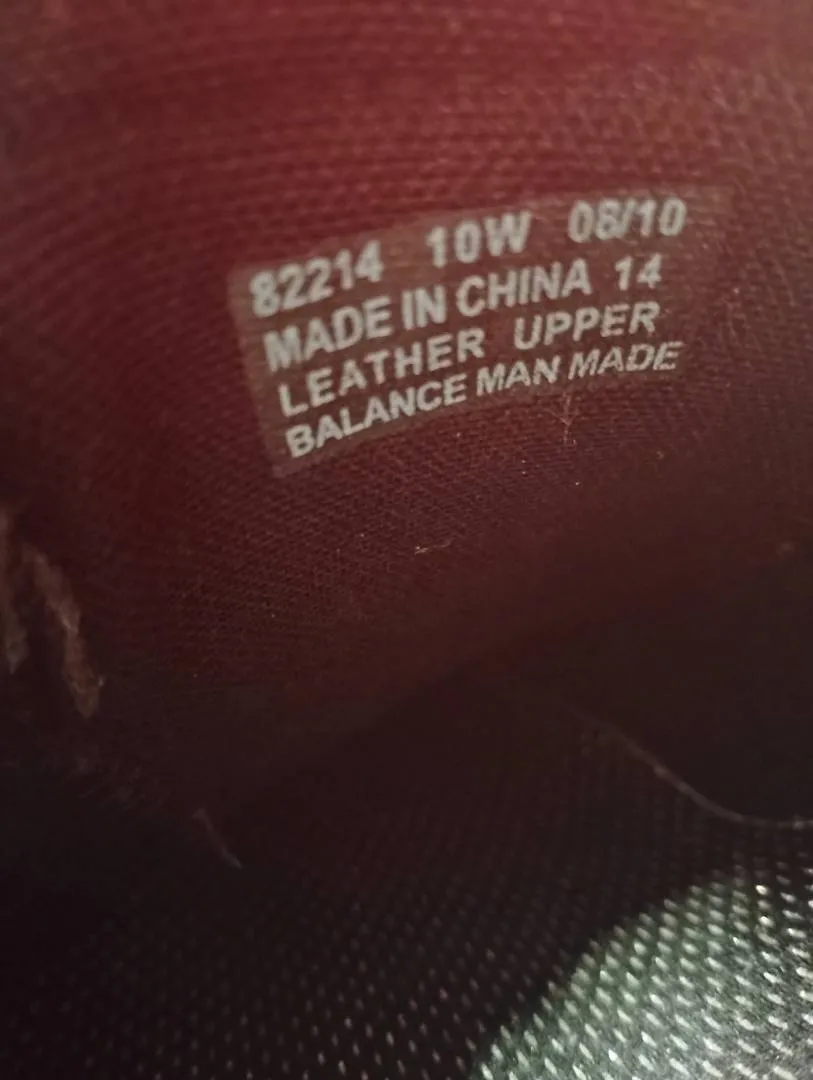 82214 10W 08/10
MADE IN CHINA 14
LEATHER UPPER
BALANCE MAN MADE